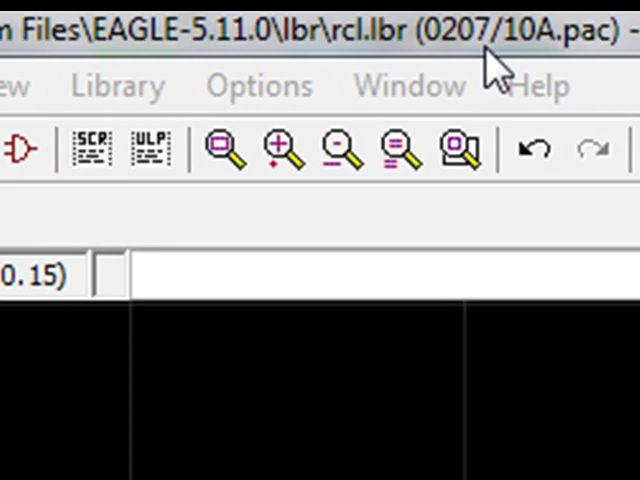 m Files\EAGLE-5.11.0\lbr\rcl.lbr (0207/10A.pac) -
ew Library Options Window Help
SCR ULP
0.15)